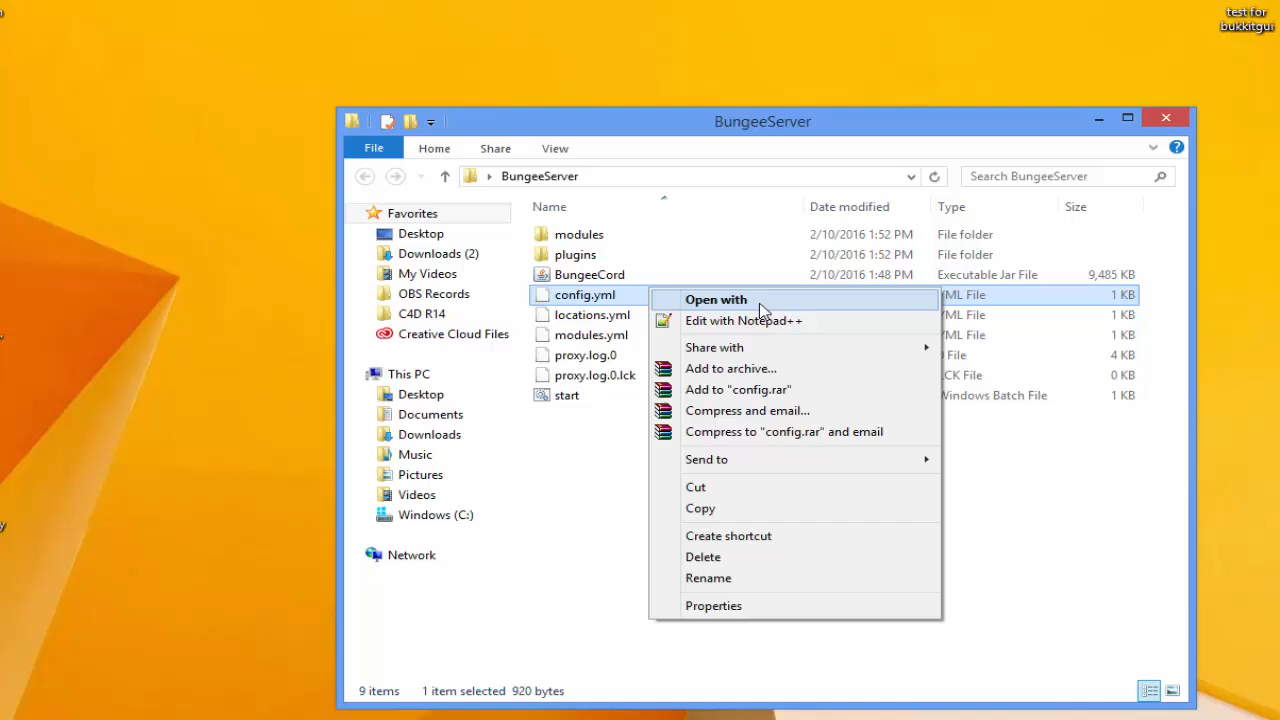 test for
bukkitgui
BungeeServer
File Home Share View
BungeeServer
Search BungeeServer
Name Date modified Type Size
Favorites
Desktop
Downloads (2)
My Videos
OBS Records
C4D R14
Creative Cloud Files
This PC
Desktop
Documents
Downloads
Music
Pictures
Videos
Windows (C:)
Network
modules 2/10/2016 1:52 PM File folder
plugins 2/10/2016 1:52 PM File folder
BungeeCord 2/10/2016 1:48 PM Executable Jar File 9,485 KB
config.yml ML File 1 KB
locations.yml ML File 1 KB
modules.yml ML File 1 KB
proxy.log.0 File 4 KB
proxy.log.0.lck CK File 0 KB
start Windows Batch File 1 KB
Open with
Edit with Notepad++
Share with
Add to archive...
Add to "config.rar"
Compress and email...
Compress to "config.rar" and email
Send to
Cut
Copy
Create shortcut
Delete
Rename
Properties
9 items 1 item selected 920 bytes